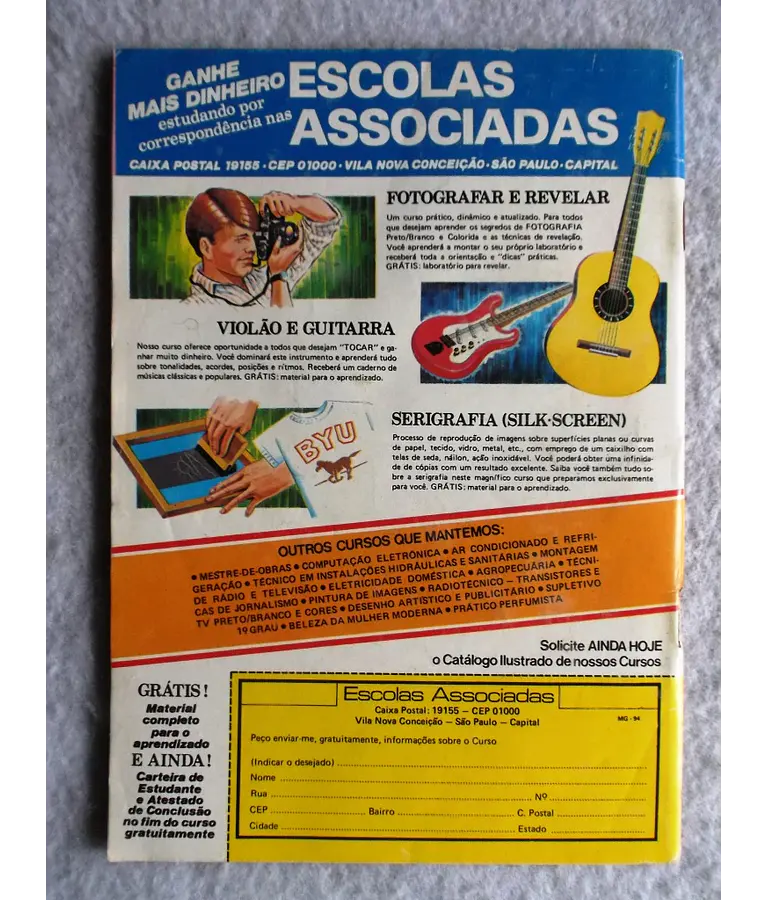 GANHE
MAIS DINHEIRO
estudando por
correspondência nas
ESCOLAS
ASSOCIADAS
CAIXA POSTAL 19155 · CEP 01000 · VILA NOVA CONCEIÇÃO · SÃO PAULO · CAPITAL
FOTOGRAFAR E REVELAR
Um curso prático, dinâmico e atualizado. Para todos
que desejam aprender os segredos de FOTOGRAFIA
Preto/Branco e Colorida e as técnicas de revelação.
Você aprenderá a montar o seu próprio laboratório e
receberá toda a orientação e "dicas" práticas.
GRÁTIS: laboratório para revelar.
VIOLÃO E GUITARRA
Nosso curso oferece oportunidade a todos que desejam "TOCAR" e ga-
nhar muito dinheiro. Você dominará este instrumento e aprenderá tudo
sobre tonalidades, acordes, posições e ritmos. Receberá um caderno de
músicas clássicas e populares. GRÁTIS: material para o aprendizado.
BYU
SERIGRAFIA (SILK-SCREEN)
Processo de reprodução de imagens sobre superfícies planas ou curvas
de papel, tecido, vidro, metal, etc., com emprego de um caixilho com
telas de seda, náilon, ação inoxidável. Você poderá obter uma infinida-
de de cópias com um resultado excelente. Saiba você também tudo so-
bre a serigrafia neste magnífico curso que preparamos exclusivamente
para você. GRÁTIS: material para o aprendizado.
OUTROS CURSOS QUE MANTEMOS:
• MESTRE-DE-OBRAS • COMPUTAÇÃO ELETRÔNICA • AR CONDICIONADO E REFRI-
GERAÇÃO • TÉCNICO EM INSTALAÇÕES HIDRÁULICAS E SANITÁRIAS • MONTAGEM
DE RÁDIO E TELEVISÃO • ELETRICIDADE DOMÉSTICA • AGROPECUÁRIA • TÉCNI-
CAS DE JORNALISMO • PINTURA DE IMAGENS • RADIOTÉCNICO – TRANSISTORES E
TV PRETO/BRANCO E CORES • DESENHO ARTÍSTICO E PUBLICITÁRIO • SUPLETIVO
1º GRAU • BELEZA DA MULHER MODERNA • PRÁTICO PERFUMISTA
Solicite AINDA HOJE
o Catálogo Ilustrado de nossos Cursos
GRÁTIS!
Material
completo
para o
aprendizado
E AINDA!
Carteira de
Estudante
e Atestado
de Conclusão
no fim do curso
gratuitamente
Escolas Associadas
Caixa Postal: 19155 – CEP 01000
Vila Nova Conceição – São Paulo – Capital
MG - 94
Peço enviar-me, gratuitamente, informações sobre o Curso
(Indicar o desejado)
Nome
Rua Nº
CEP Bairro C. Postal
Cidade Estado